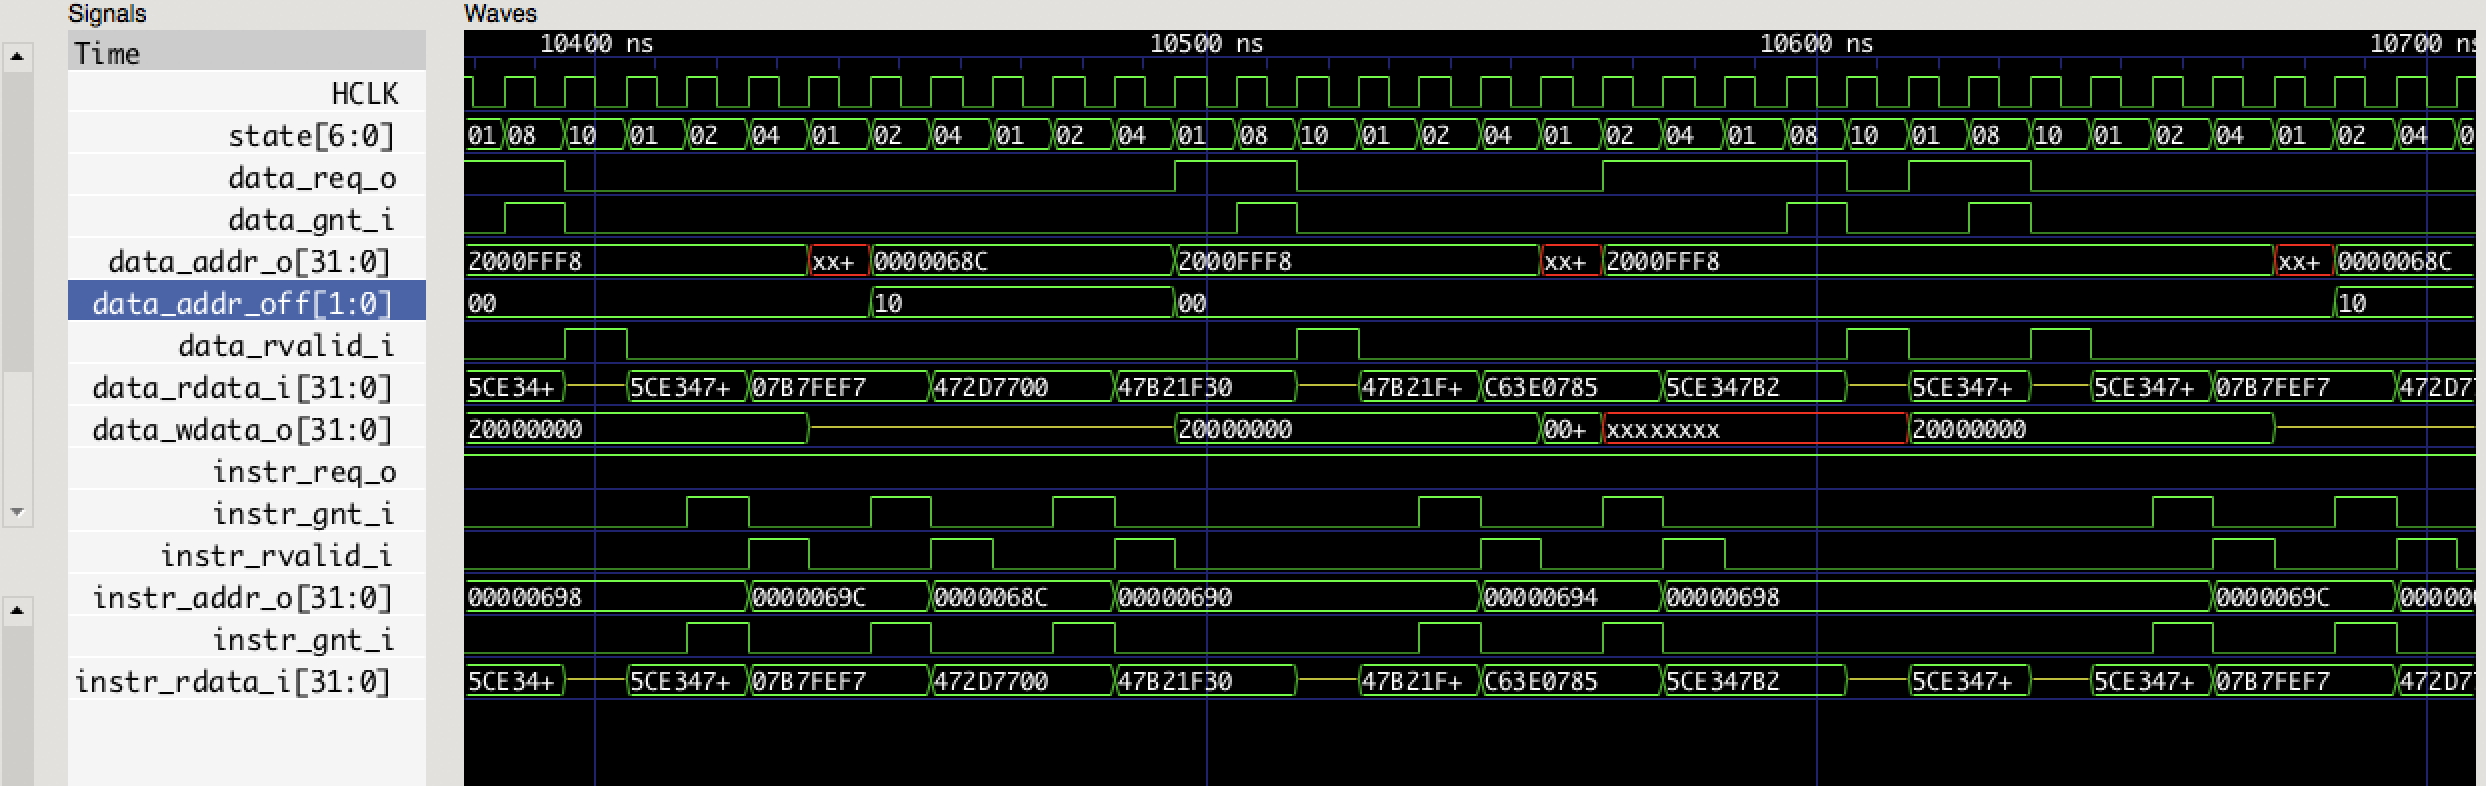 Signals Waves
Time 10400 ns 10500 ns 10600 ns 10700 ns
HCLK
state[6:0] 01 08 10 01 02 04 01 02 04 01 02 04 01 08 10 01 02 04 01 02 04 01 08 10 01 08 10 01 02 04 01 02 04 0
data_req_o
data_gnt_i
data_addr_o[31:0] 2000FFF8 xx+ 0000068C 2000FFF8 xx+ 2000FFF8 xx+ 0000068C
data_addr_off[1:0] 00 10 00 10
data_rvalid_i
data_rdata_i[31:0] 5CE34+ 5CE347+ 07B7FEF7 472D7700 47B21F30 47B21F+ C63E0785 5CE347B2 5CE347+ 5CE347+ 07B7FEF7 472D7
data_wdata_o[31:0] 20000000 20000000 00+ xxxxxxxx 20000000
instr_req_o
instr_gnt_i
instr_rvalid_i
instr_addr_o[31:0] 00000698 0000069C 0000068C 00000690 00000694 00000698 0000069C 000000
instr_gnt_i
instr_rdata_i[31:0] 5CE34+ 5CE347+ 07B7FEF7 472D7700 47B21F30 47B21F+ C63E0785 5CE347B2 5CE347+ 5CE347+ 07B7FEF7 472D7